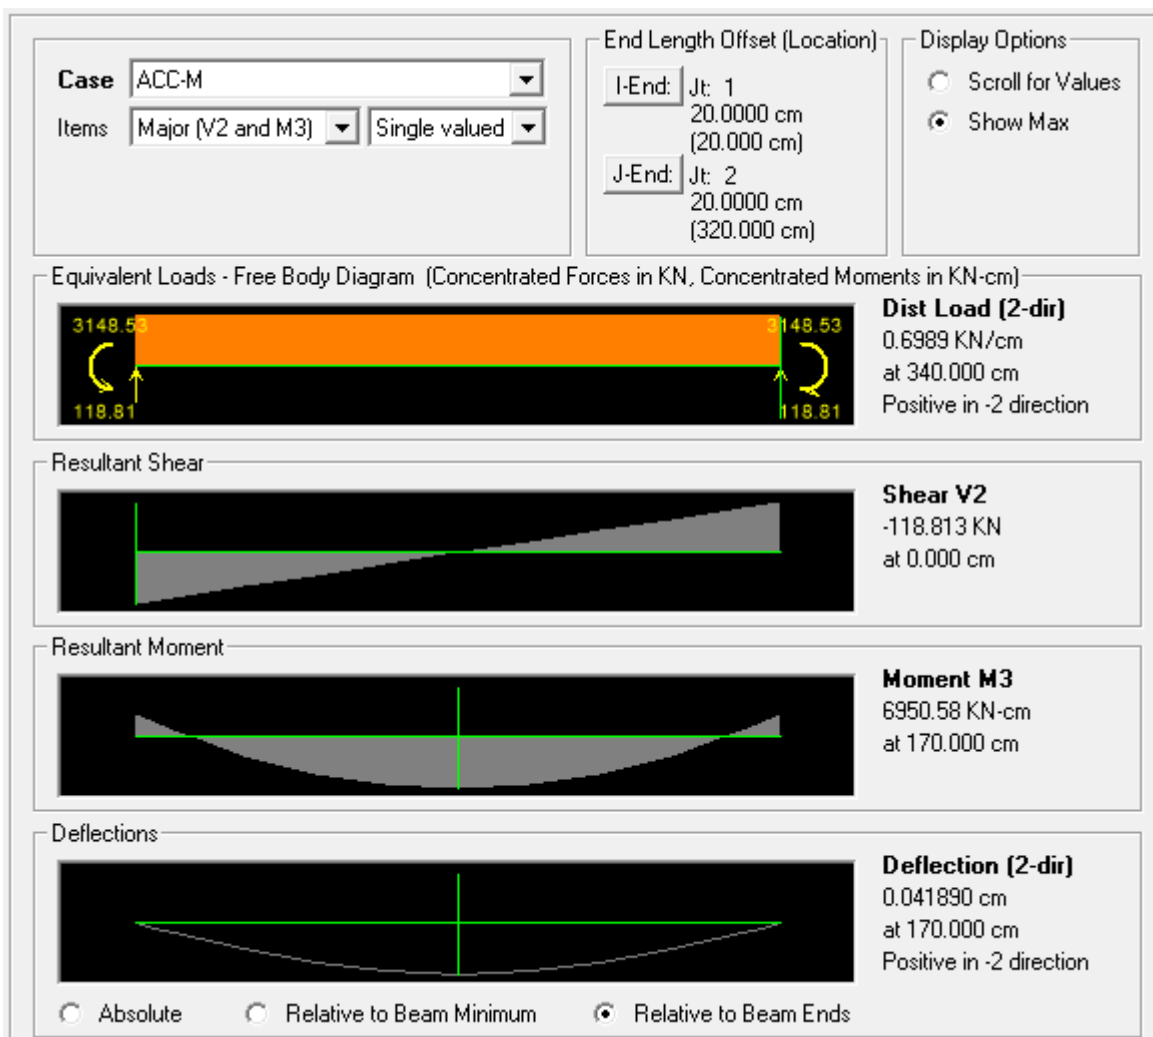 Case ACC-M
Items Major (V2 and M3) Single valued
End Length Offset (Location)
I-End: Jt: 1
20.0000 cm
(20.000 cm)
J-End: Jt: 2
20.0000 cm
(320.000 cm)
Display Options
Scroll for Values
Show Max
Equivalent Loads - Free Body Diagram (Concentrated Forces in KN, Concentrated Moments in KN-cm)
3148.53 3148.53
118.81 118.81
Dist Load (2-dir)
0.6989 KN/cm
at 340.000 cm
Positive in -2 direction
Resultant Shear
Shear V2
-118.813 KN
at 0.000 cm
Resultant Moment
Moment M3
6950.58 KN-cm
at 170.000 cm
Deflections
Deflection (2-dir)
0.041890 cm
at 170.000 cm
Positive in -2 direction
Absolute Relative to Beam Minimum Relative to Beam Ends